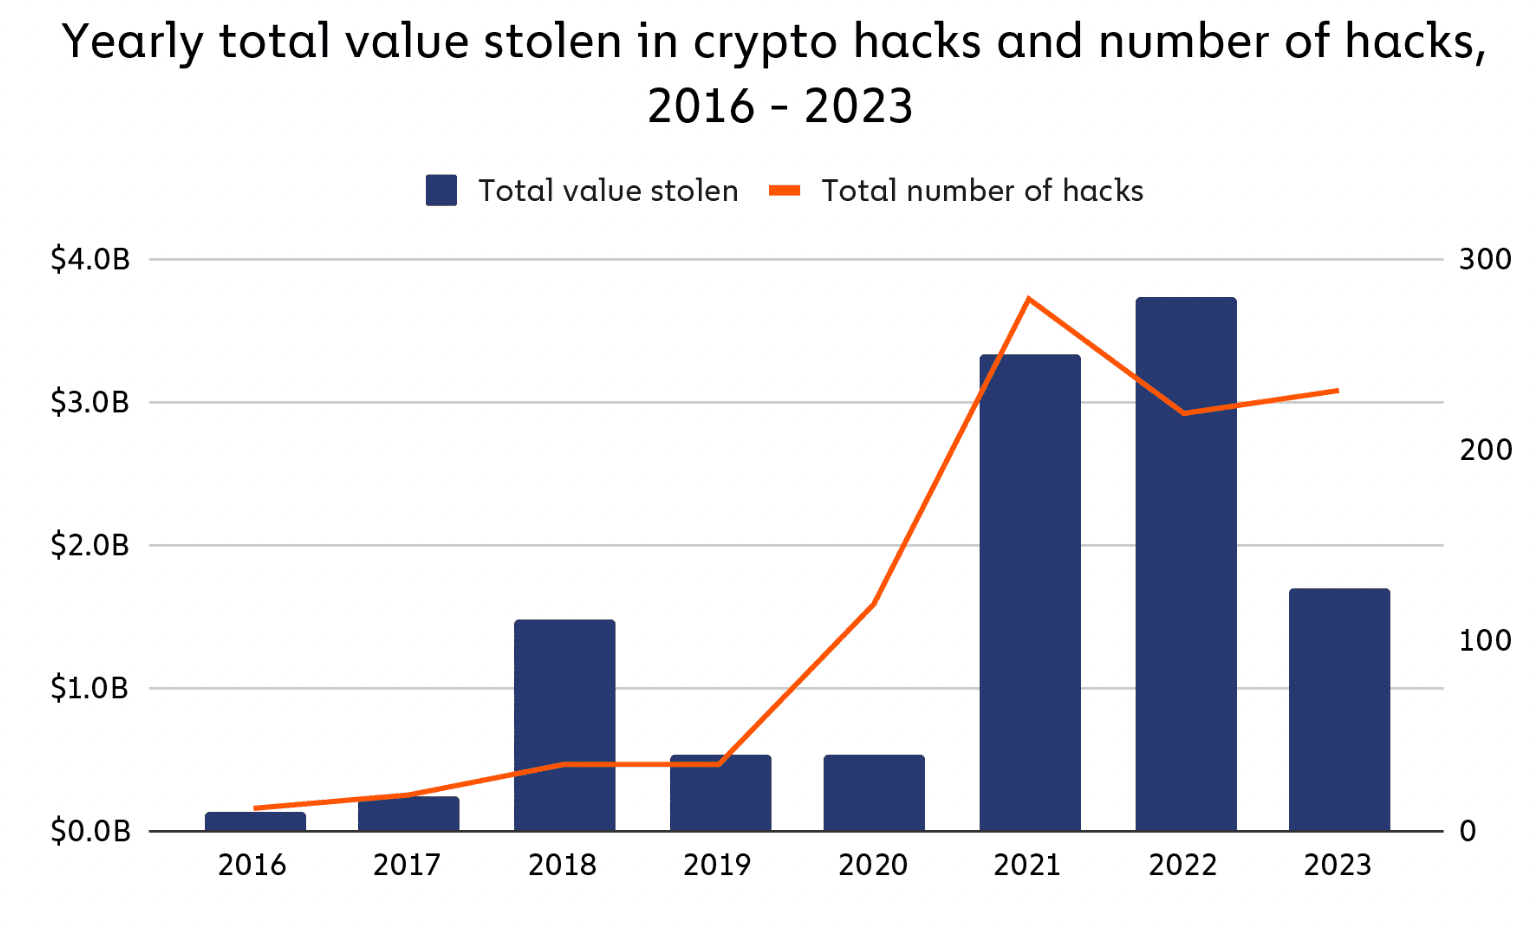 Yearly total value stolen in crypto hacks and number of hacks,
2016 - 2023
Total value stolen Total number of hacks
$4.0B 300
$3.0B
200
$2.0B
100
$1.0B
$0.0B 0
2016 2017 2018 2019 2020 2021 2022 2023